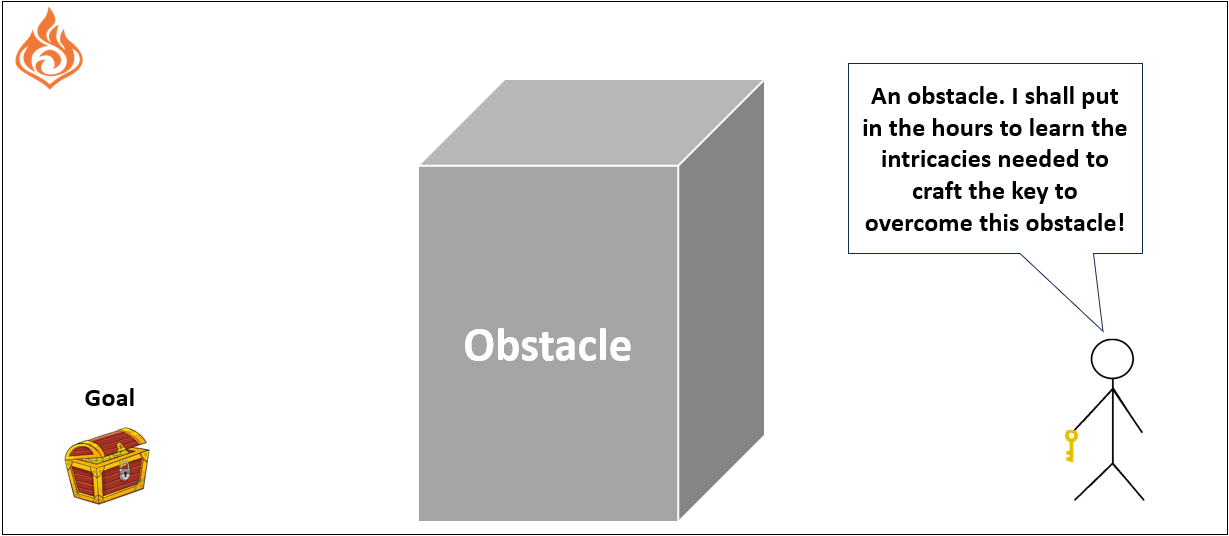 An obstacle. I shall put
in the hours to learn the
intricacies needed to
craft the key to
overcome this obstacle!
Obstacle
Goal